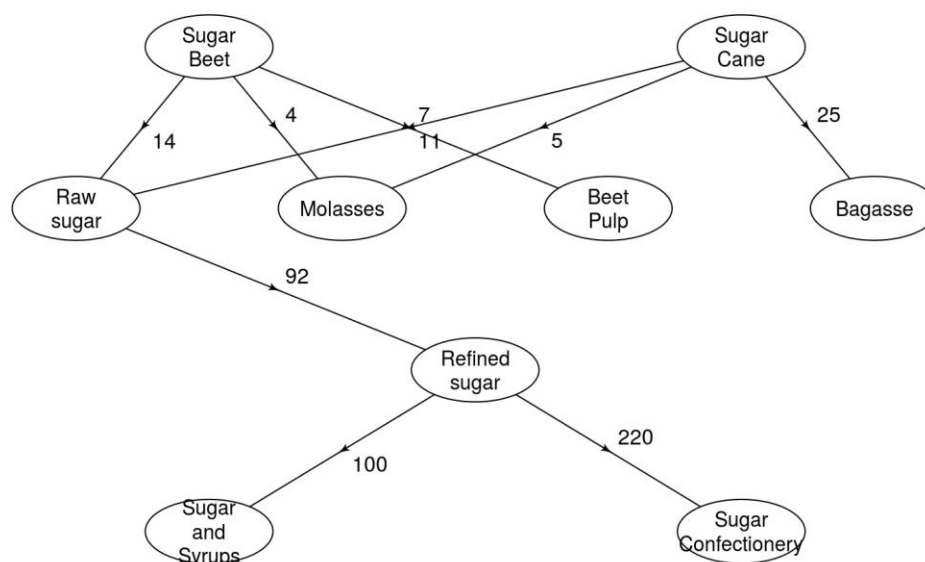 Sugar
Beet
Sugar
Cane
14
4
7
11
5
25
Raw
sugar
Molasses
Beet
Pulp
Bagasse
92
Refined
sugar
100
220
Sugar
and
Syrups
Sugar
Confectionery